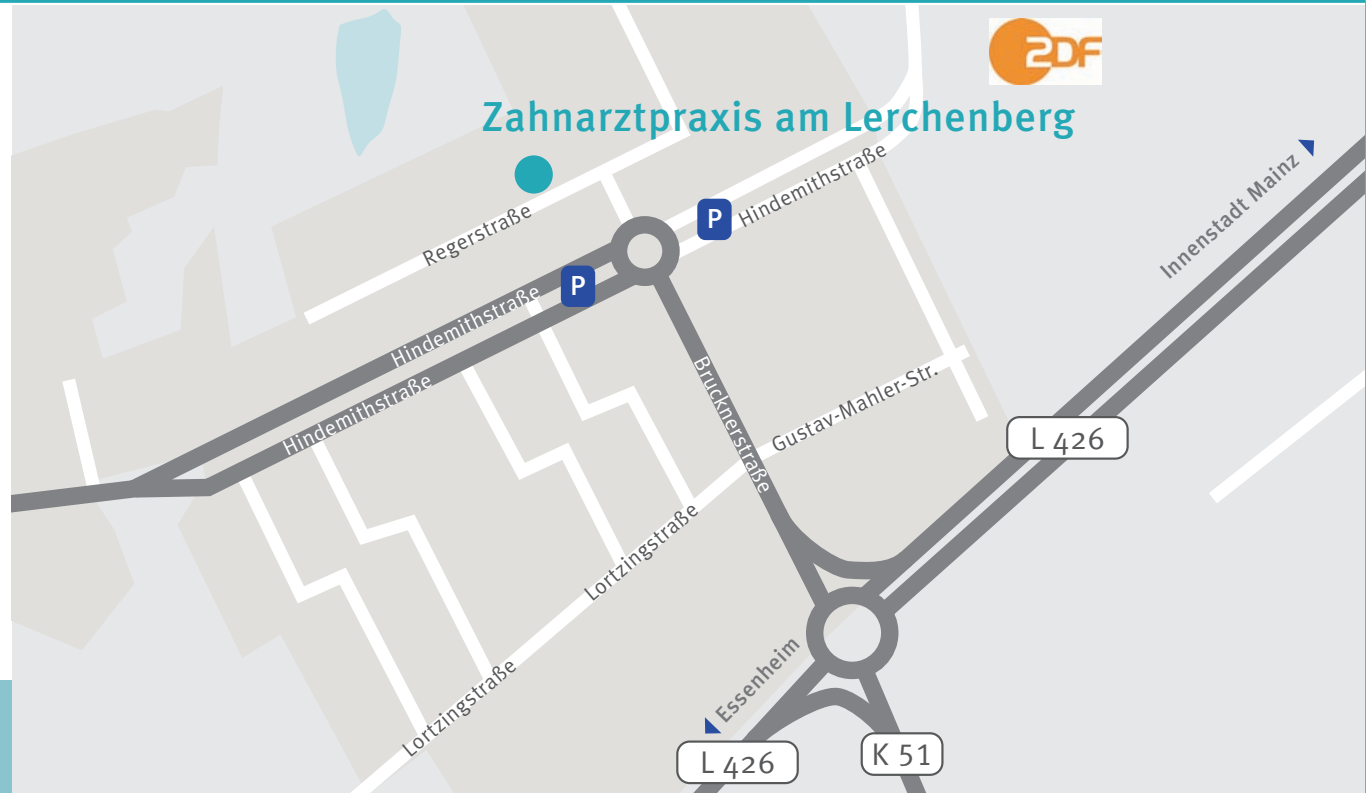 ZDF
Zahnarztpraxis am Lerchenberg
Hindemithstraße
Innenstadt Mainz
P
Regerstraße
P
Hindemithstraße
Hindemithstraße
Brucknerstraße
Gustav-Mahler-Str.
L 426
Lortzingstraße
Essenheim
Lortzingstraße
L 426
K 51